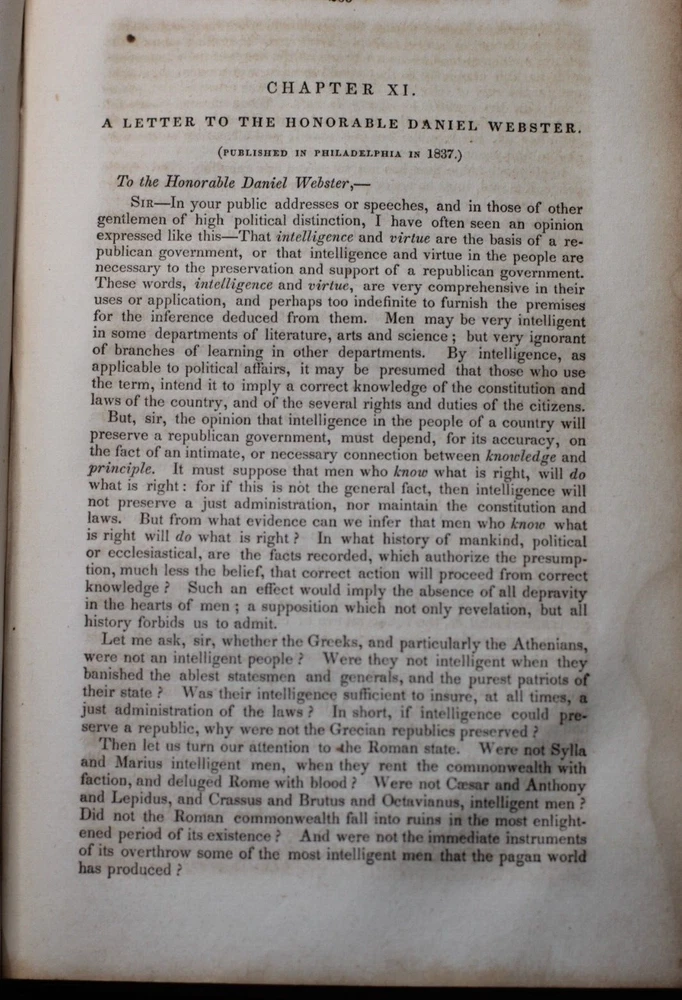 CHAPTER XI.
A LETTER TO THE HONORABLE DANIEL WEBSTER.
(PUBLISHED IN PHILADELPHIA IN 1837.)
To the Honorable Daniel Webster,—
SIR—In your public addresses or speeches, and in those of other
gentlemen of high political distinction, I have often seen an opinion
expressed like this—That intelligence and virtue are the basis of a re-
publican government, or that intelligence and virtue in the people are
necessary to the preservation and support of a republican government.
These words, intelligence and virtue, are very comprehensive in their
uses or application, and perhaps too indefinite to furnish the premises
for the inference deduced from them. Men may be very intelligent
in some departments of literature, arts and science; but very ignorant
of branches of learning in other departments. By intelligence, as
applicable to political affairs, it may be presumed that those who use
the term, intend it to imply a correct knowledge of the constitution and
laws of the country, and of the several rights and duties of the citizens.
But, sir, the opinion that intelligence in the people of a country will
preserve a republican government, must depend, for its accuracy, on
the fact of an intimate, or necessary connection between knowledge and
principle. It must suppose that men who know what is right, will do
what is right: for if this is not the general fact, then intelligence will
not preserve a just administration, nor maintain the constitution and
laws. But from what evidence can we infer that men who know what
is right will do what is right? In what history of mankind, political
or ecclesiastical, are the facts recorded, which authorize the presump-
tion, much less the belief, that correct action will proceed from correct
knowledge? Such an effect would imply the absence of all depravity
in the hearts of men; a supposition which not only revelation, but all
history forbids us to admit.
Let me ask, sir, whether the Greeks, and particularly the Athenians,
were not an intelligent people? Were they not intelligent when they
banished the ablest statesmen and generals, and the purest patriots of
their state? Was their intelligence sufficient to insure, at all times, a
just administration of the laws? In short, if intelligence could pre-
serve a republic, why were not the Grecian republics preserved?
Then let us turn our attention to the Roman state. Were not Sylla
and Marius intelligent men, when they rent the commonwealth with
faction, and deluged Rome with blood? Were not Cæsar and Anthony
and Lepidus, and Crassus and Brutus and Octavianus, intelligent men?
Did not the Roman commonwealth fall into ruins in the most enlight-
ened period of its existence? And were not the immediate instruments
of its overthrow some of the most intelligent men that the pagan world
has produced?